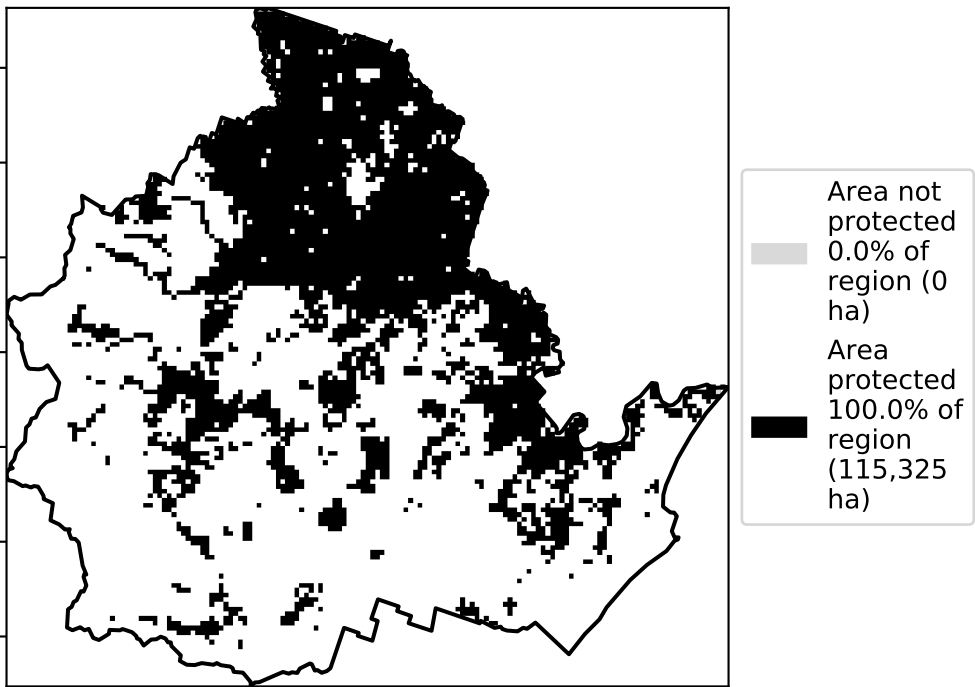 Area not
protected
0.0% of
region (0
ha)
Area
protected
100.0% of
region
(115,325
ha)